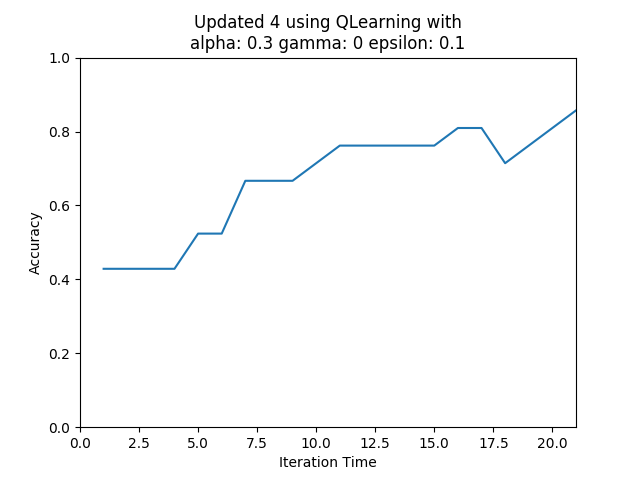 Updated 4 using QLearning with
alpha: 0.3 gamma: 0 epsilon: 0.1
1.0
0.8
0.6
0.4
0.2
0.0
Accuracy
0.0 2.5 5.0 7.5 10.0 12.5 15.0 17.5 20.0
Iteration Time